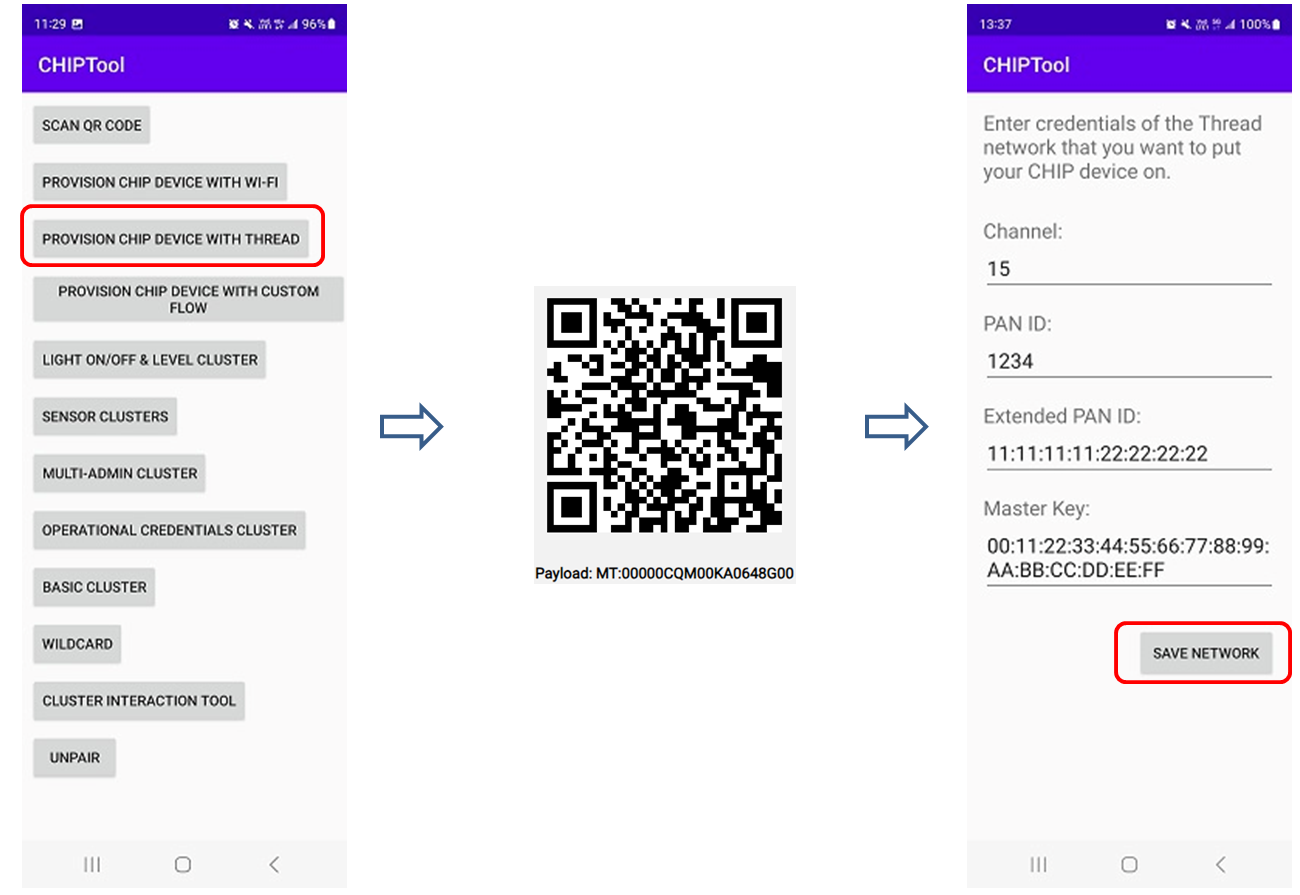 11:29
96%
CHIPTool
SCAN QR CODE
PROVISION CHIP DEVICE WITH WI-FI
PROVISION CHIP DEVICE WITH THREAD
PROVISION CHIP DEVICE WITH CUSTOM
FLOW
LIGHT ON/OFF & LEVEL CLUSTER
SENSOR CLUSTERS
MULTI-ADMIN CLUSTER
OPERATIONAL CREDENTIALS CLUSTER
BASIC CLUSTER
WILDCARD
CLUSTER INTERACTION TOOL
UNPAIR
Payload: MT:00000CQM00KA0648G00
13:37
100%
CHIPTool
Enter credentials of the Thread
network that you want to put
your CHIP device on.
Channel:
15
PAN ID:
1234
Extended PAN ID:
11:11:11:11:22:22:22:22
Master Key:
00:11:22:33:44:55:66:77:88:99:
AA:BB:CC:DD:EE:FF
SAVE NETWORK